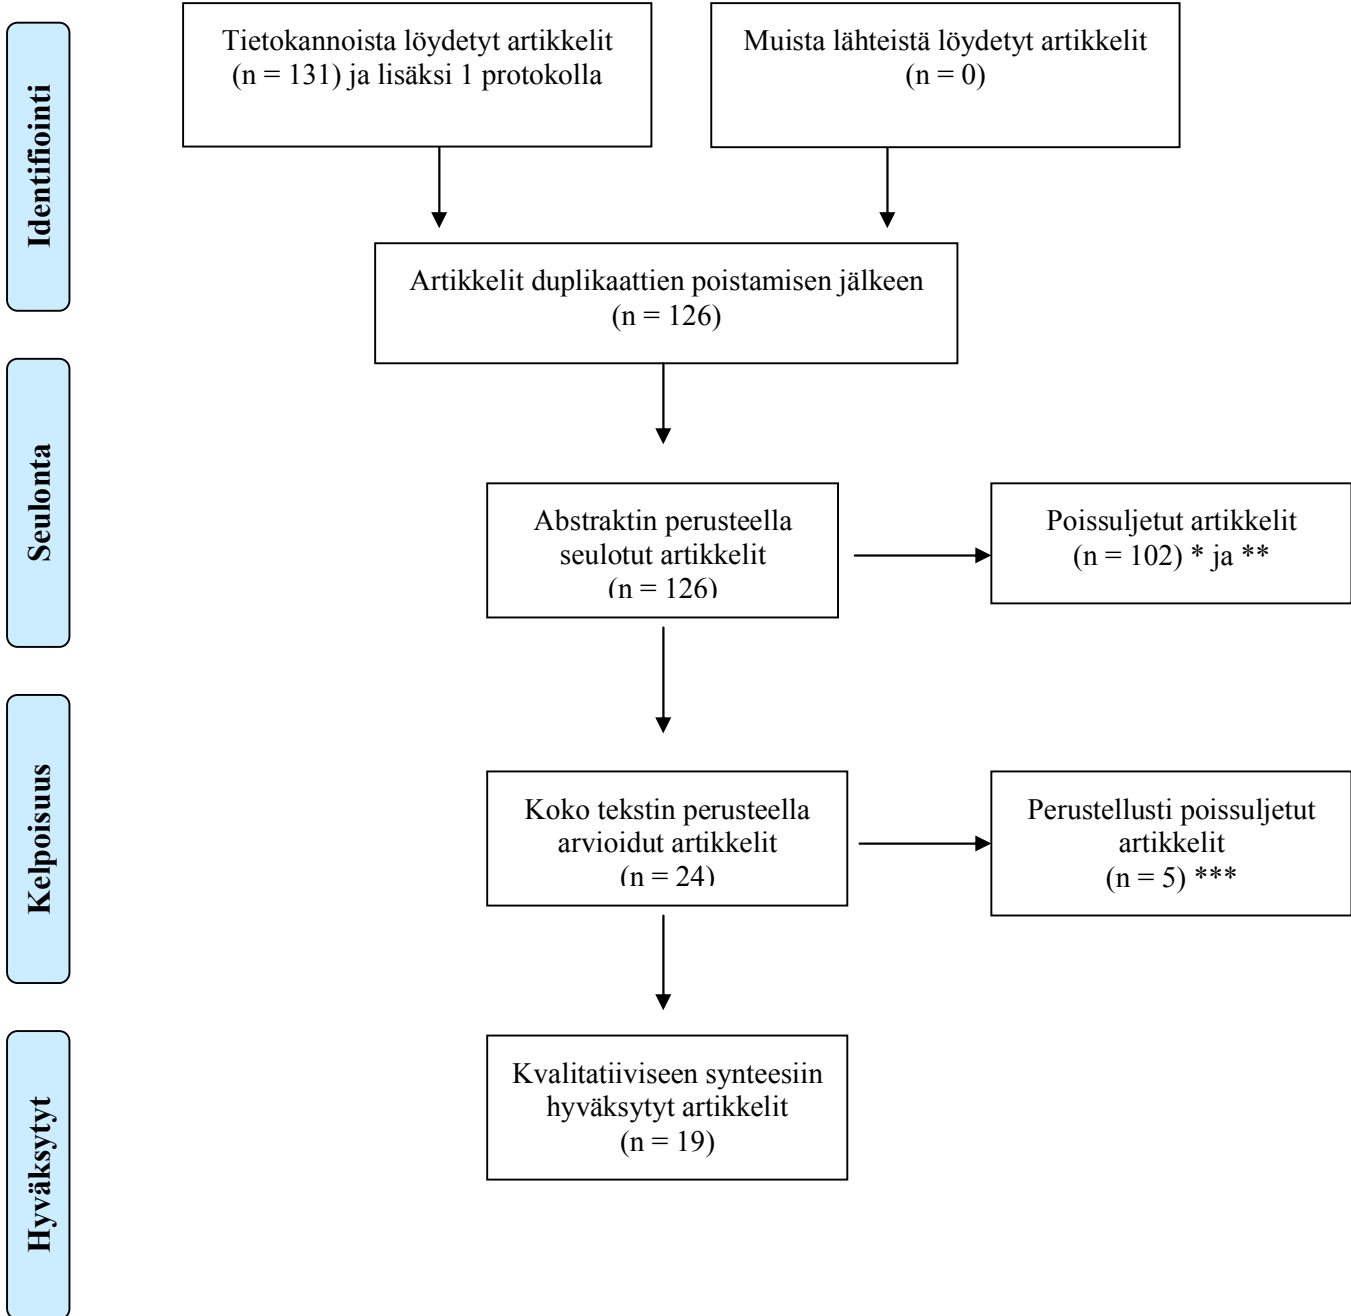 Identifiointi
Tietokannoista löydetyt artikkelit
(n = 131) ja lisäksi 1 protokolla
Muista lähteistä löydetyt artikkelit
(n = 0)
Artikkelit duplikaattien poistamisen jälkeen
(n = 126)
Seulonta
Abstraktin perusteella
seulotut artikkelit
(n = 126)
Poissuljetut artikkelit
(n = 102) * ja **
Kelpoisuus
Koko tekstin perusteella
arvioidut artikkelit
(n = 24)
Perustellusti poissuljetut
artikkelit
(n = 5) ***
Hyväksytyt
Kvalitatiiviseen synteesiin
hyväksytyt artikkelit
(n = 19)